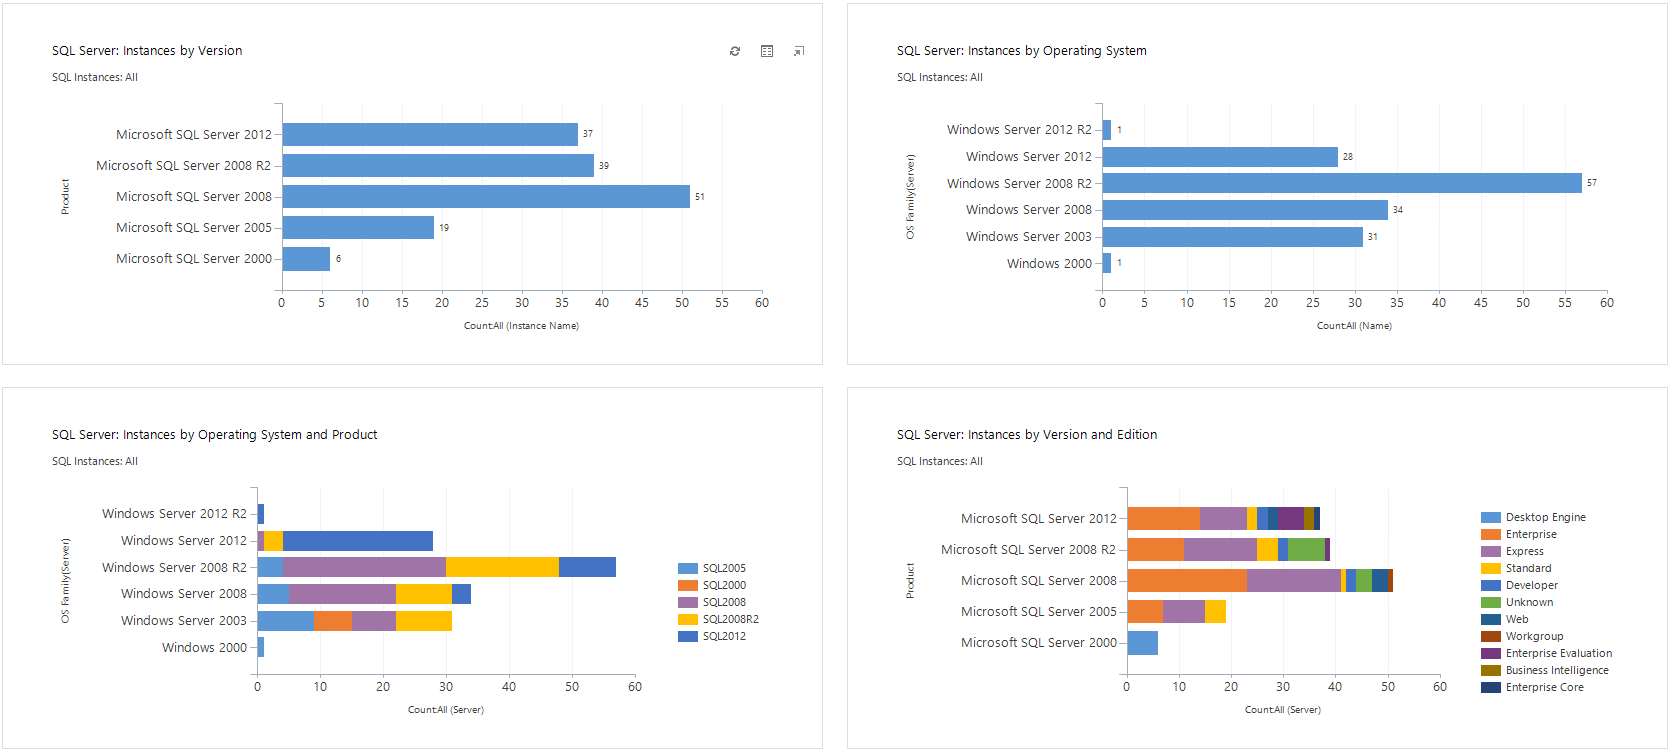 SQL Server: Instances by Version
SQL Instances: All
Product
Microsoft SQL Server 2012
37
Microsoft SQL Server 2008 R2
39
Microsoft SQL Server 2008
51
Microsoft SQL Server 2005
19
Microsoft SQL Server 2000
6
0 5 10 15 20 25 30 35 40 45 50 55 60
CountAll (Instance Name)
SQL Server: Instances by Operating System
SQL Instances: All
OS Family(Server)
Windows Server 2012 R2
1
Windows Server 2012
28
Windows Server 2008 R2
57
Windows Server 2008
34
Windows Server 2003
31
Windows 2000
1
0 5 10 15 20 25 30 35 40 45 50 55 60
CountAll (Name)
SQL Server: Instances by Operating System and Product
SQL Instances: All
OS Family(Server)
Windows Server 2012 R2
Windows Server 2012
Windows Server 2008 R2
Windows Server 2008
Windows Server 2003
Windows 2000
0 10 20 30 40 50 60
CountAll (Server)
SQL2005
SQL2000
SQL2008
SQL2008R2
SQL2012
SQL Server: Instances by Version and Edition
SQL Instances: All
Product
Microsoft SQL Server 2012
Microsoft SQL Server 2008 R2
Microsoft SQL Server 2008
Microsoft SQL Server 2005
Microsoft SQL Server 2000
0 10 20 30 40 50 60
CountAll (Server)
Desktop Engine
Enterprise
Express
Standard
Developer
Unknown
Web
Workgroup
Enterprise Evaluation
Business Intelligence
Enterprise Core